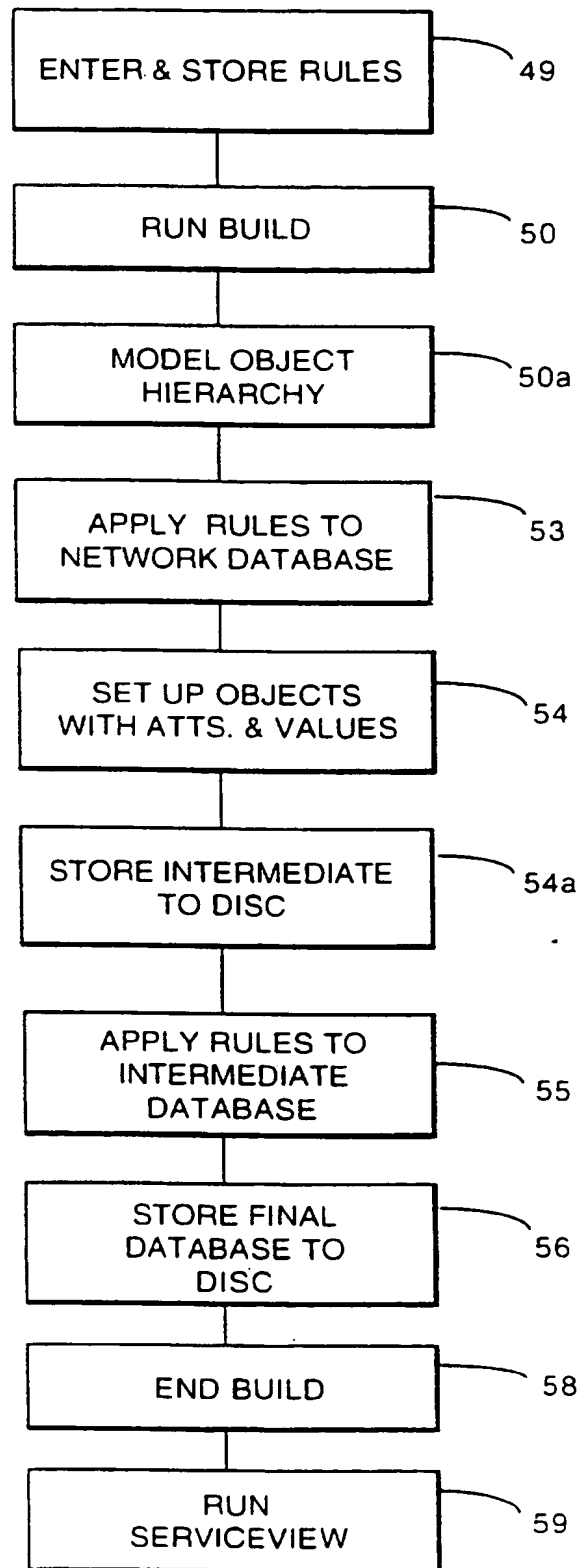 ENTER & STORE RULES
49
RUN BUILD
50
MODEL OBJECT
HIERARCHY
50a
APPLY RULES TO
NETWORK DATABASE
53
SET UP OBJECTS
WITH ATTS. & VALUES
54
STORE INTERMEDIATE
TO DISC
54a
APPLY RULES TO
INTERMEDIATE
DATABASE
55
STORE FINAL
DATABASE TO
DISC
56
END BUILD
58
RUN
SERVICEVIEW
59